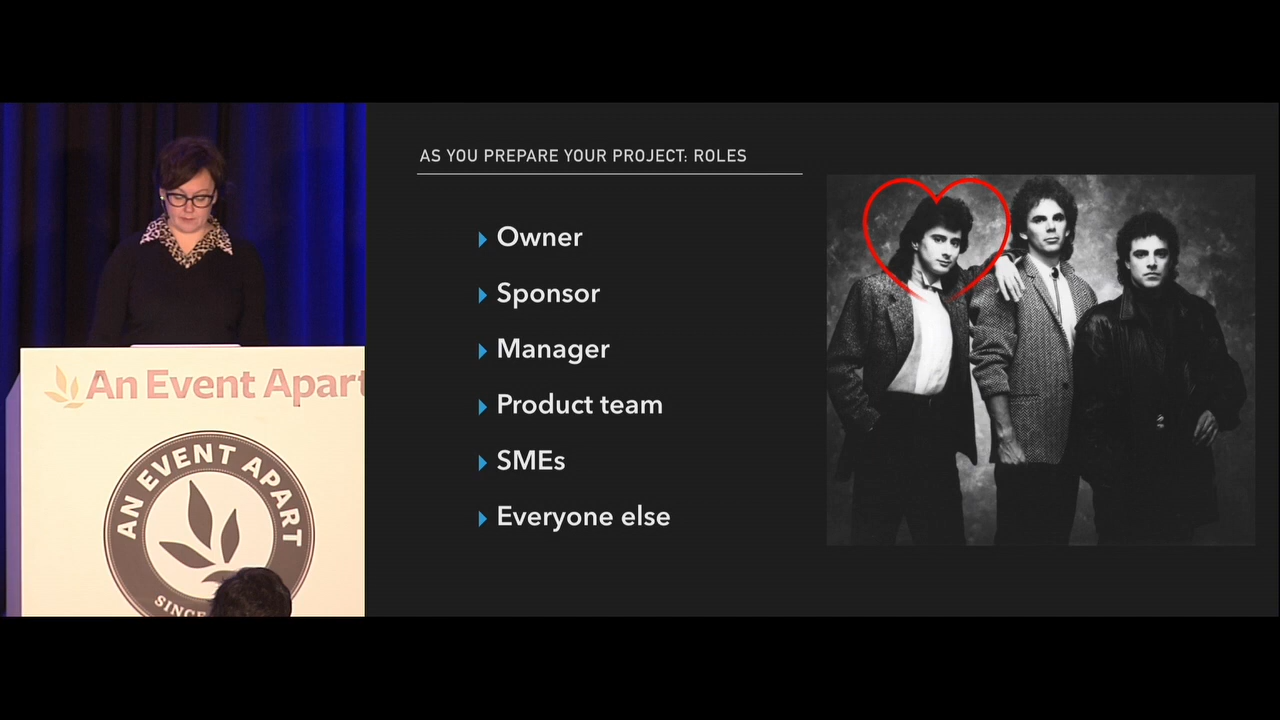 AS YOU PREPARE YOUR PROJECT: ROLES
Owner
Sponsor
Manager
Product team
SMEs
Everyone else
An Event Apart
AN EVENT APART
SINCE